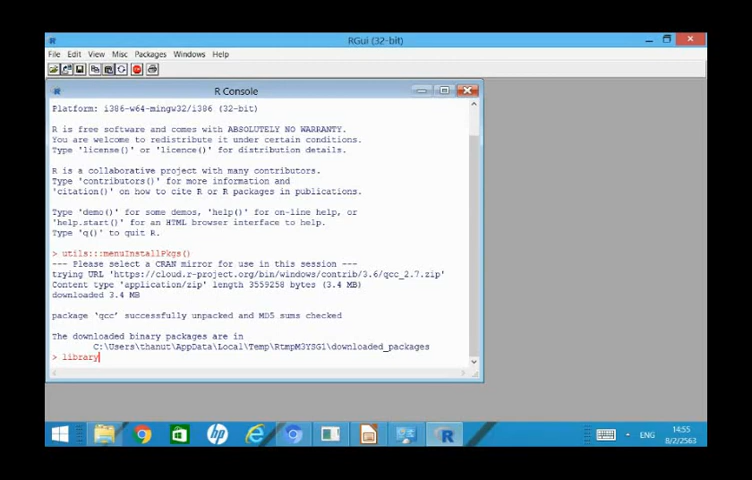 RGui (32-bit)
File Edit View Misc Packages Windows Help
R Console
Platform: i386-w64-mingw32/i386 (32-bit)
R is free software and comes with ABSOLUTELY NO WARRANTY.
You are welcome to redistribute it under certain conditions.
Type 'license()' or 'licence()' for distribution details.
R is a collaborative project with many contributors.
Type 'contributors()' for more information and
'citation()' on how to cite R or R packages in publications.
Type 'demo()' for some demos, 'help()' for on-line help, or
'help.start()' for an HTML browser interface to help.
Type 'q()' to quit R.
> utils:::menuInstallPkgs()
--- Please select a CRAN mirror for use in this session ---
trying URL 'https://cloud.r-project.org/bin/windows/contrib/3.6/qcc_2.7.zip'
Content type 'application/zip' length 3559258 bytes (3.4 MB)
downloaded 3.4 MB
package ‘qcc’ successfully unpacked and MD5 sums checked
The downloaded binary packages are in
C:\Users\thanut\AppData\Local\Temp\RtmpM3YSG1\downloaded_packages
> library
ENG
14:55
8/2/2563